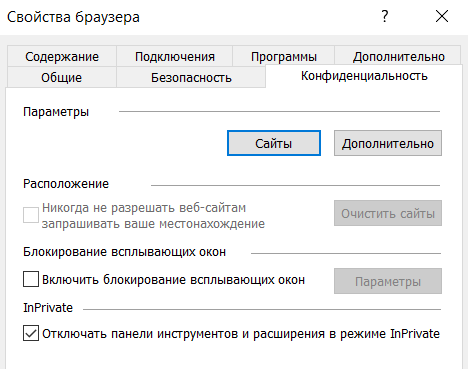 Свойства браузера
?
Содержание Подключения Программы Дополнительно
Общие Безопасность Конфиденциальность
Параметры
Сайты Дополнительно
Расположение
Никогда не разрешать веб-сайтам
запрашивать ваше местонахождение
Очистить сайты
Блокирование всплывающих окон
Включить блокирование всплывающих окон
Параметры
InPrivate
Отключать панели инструментов и расширения в режиме InPrivate